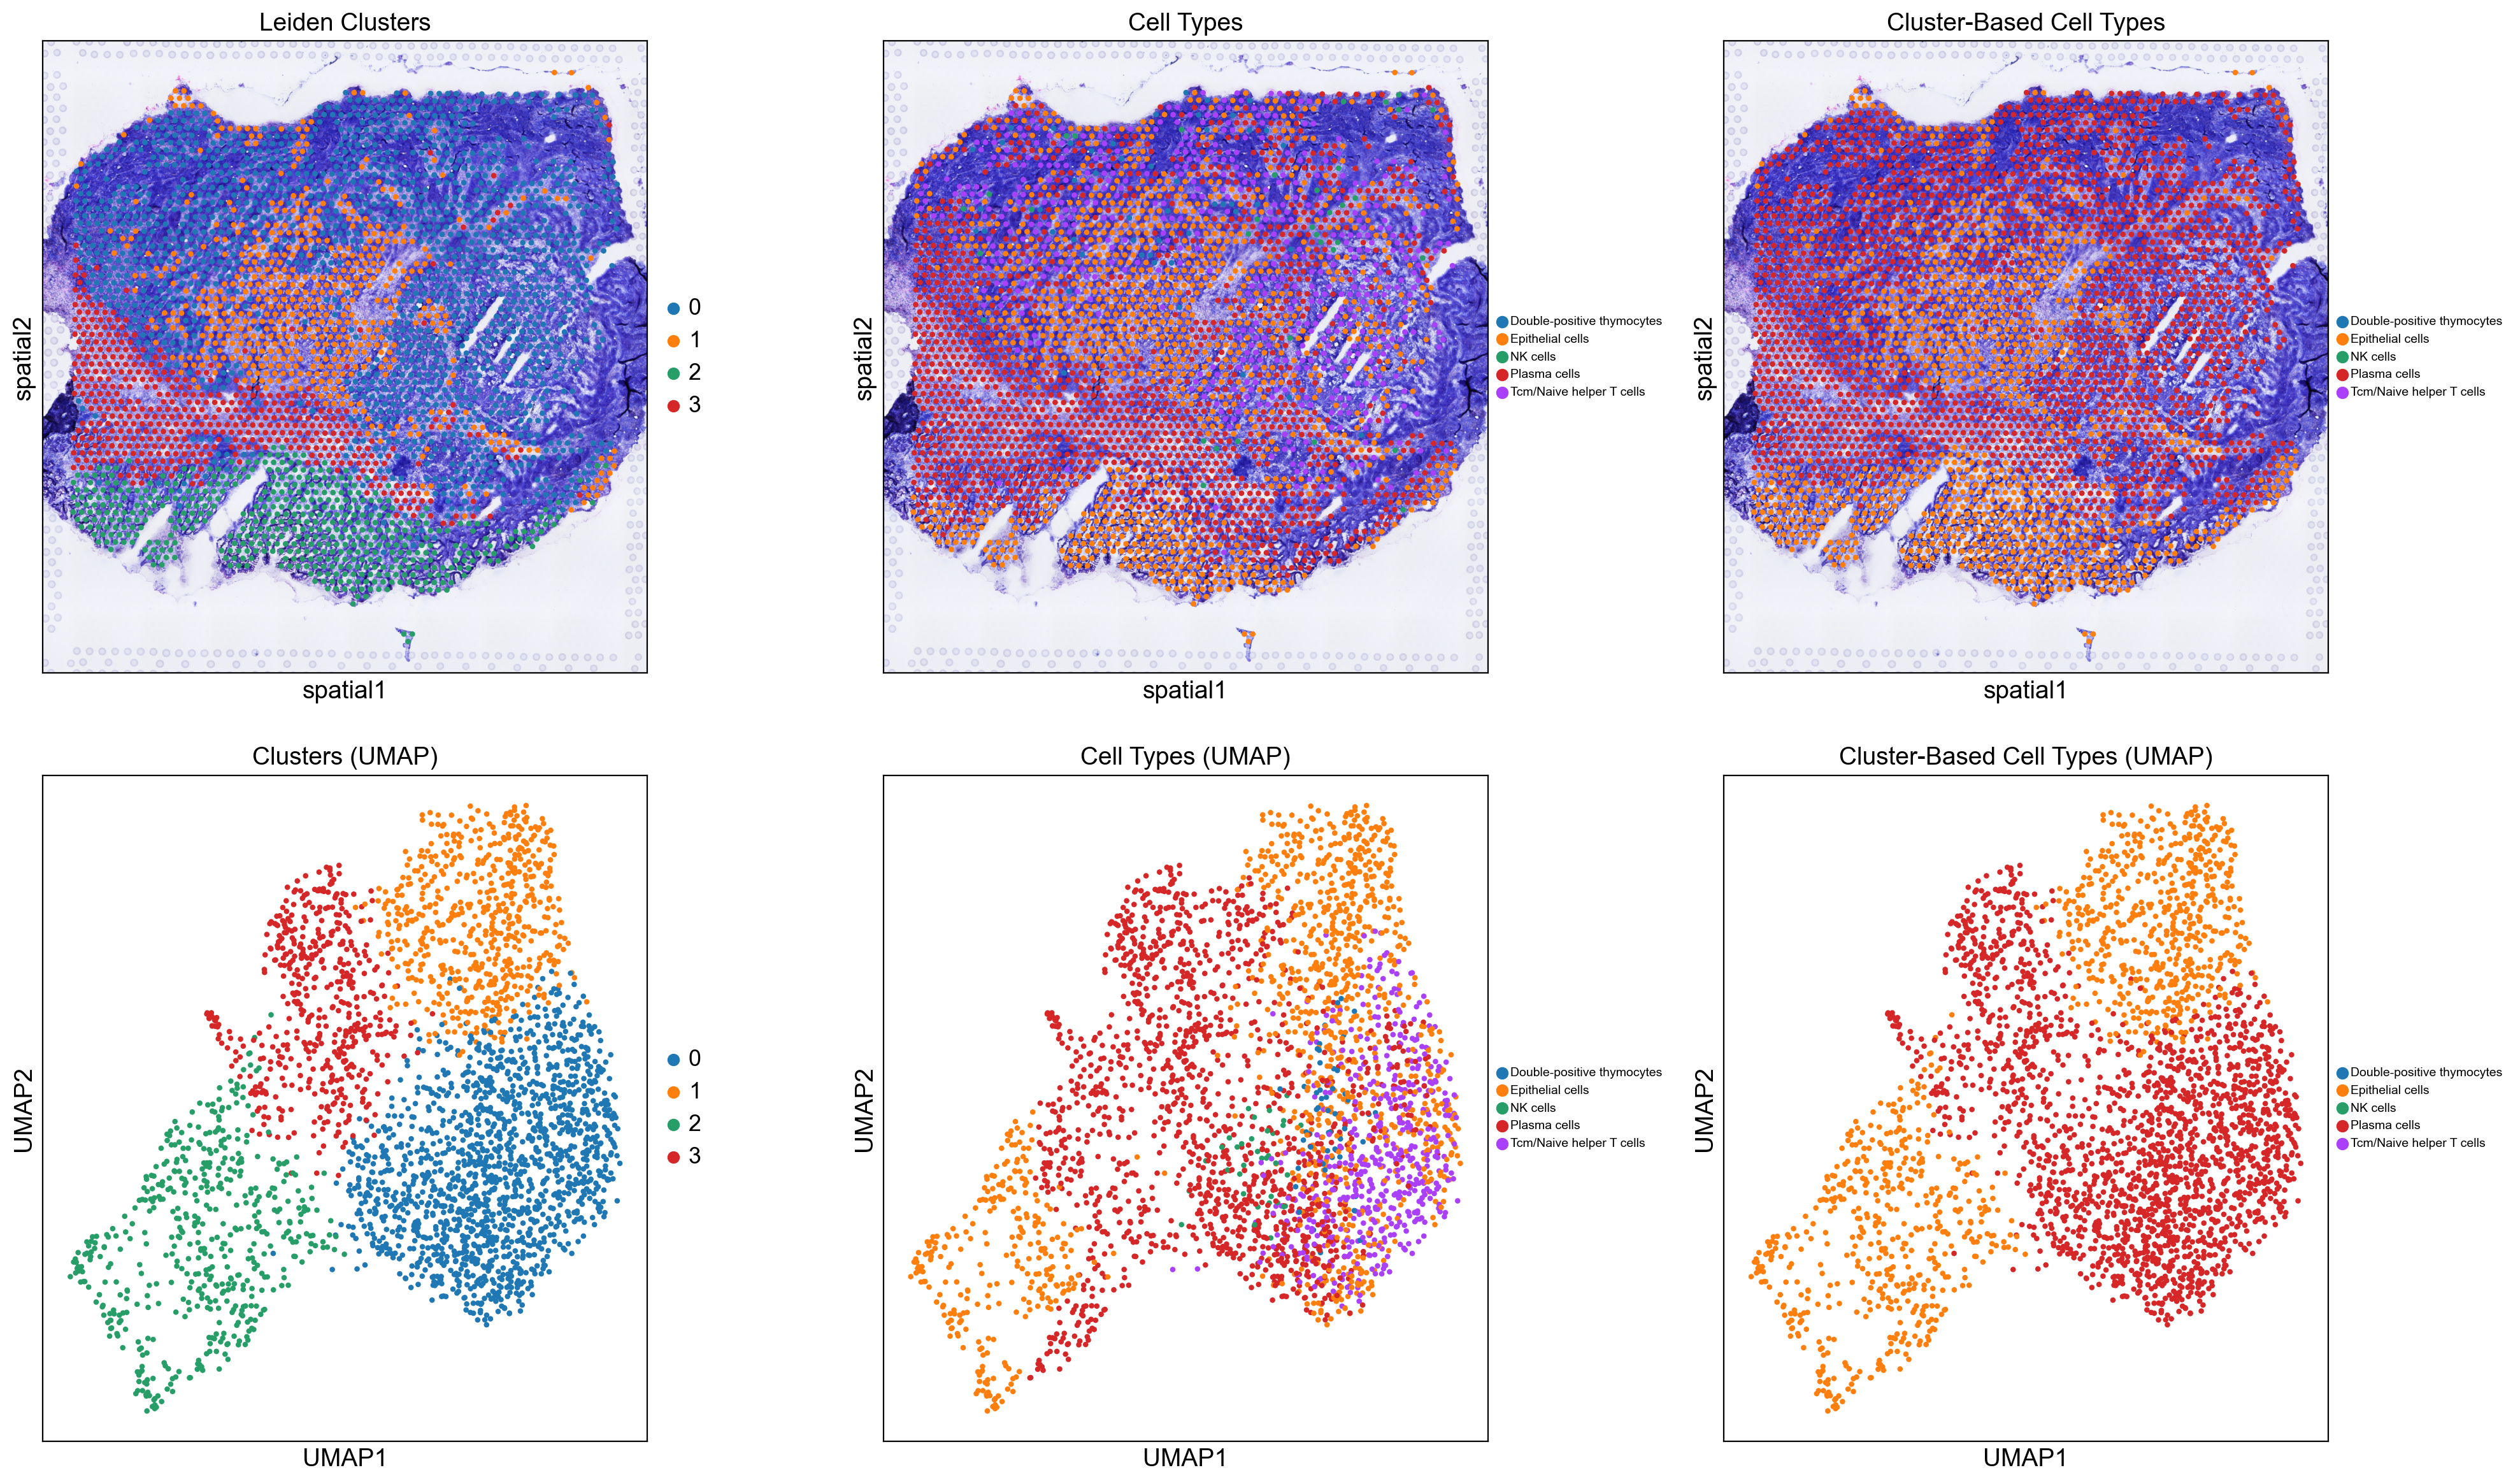 Leiden Clusters
spatial2
spatial1
0
1
2
3
Cell Types
spatial2
spatial1
Double-positive thymocytes
Epithelial cells
NK cells
Plasma cells
Tcm/Naive helper T cells
Cluster-Based Cell Types
spatial2
spatial1
Double-positive thymocytes
Epithelial cells
NK cells
Plasma cells
Tcm/Naive helper T cells
Clusters (UMAP)
UMAP2
UMAP1
0
1
2
3
Cell Types (UMAP)
UMAP2
UMAP1
Double-positive thymocytes
Epithelial cells
NK cells
Plasma cells
Tcm/Naive helper T cells
Cluster-Based Cell Types (UMAP)
UMAP2
UMAP1
Double-positive thymocytes
Epithelial cells
NK cells
Plasma cells
Tcm/Naive helper T cells